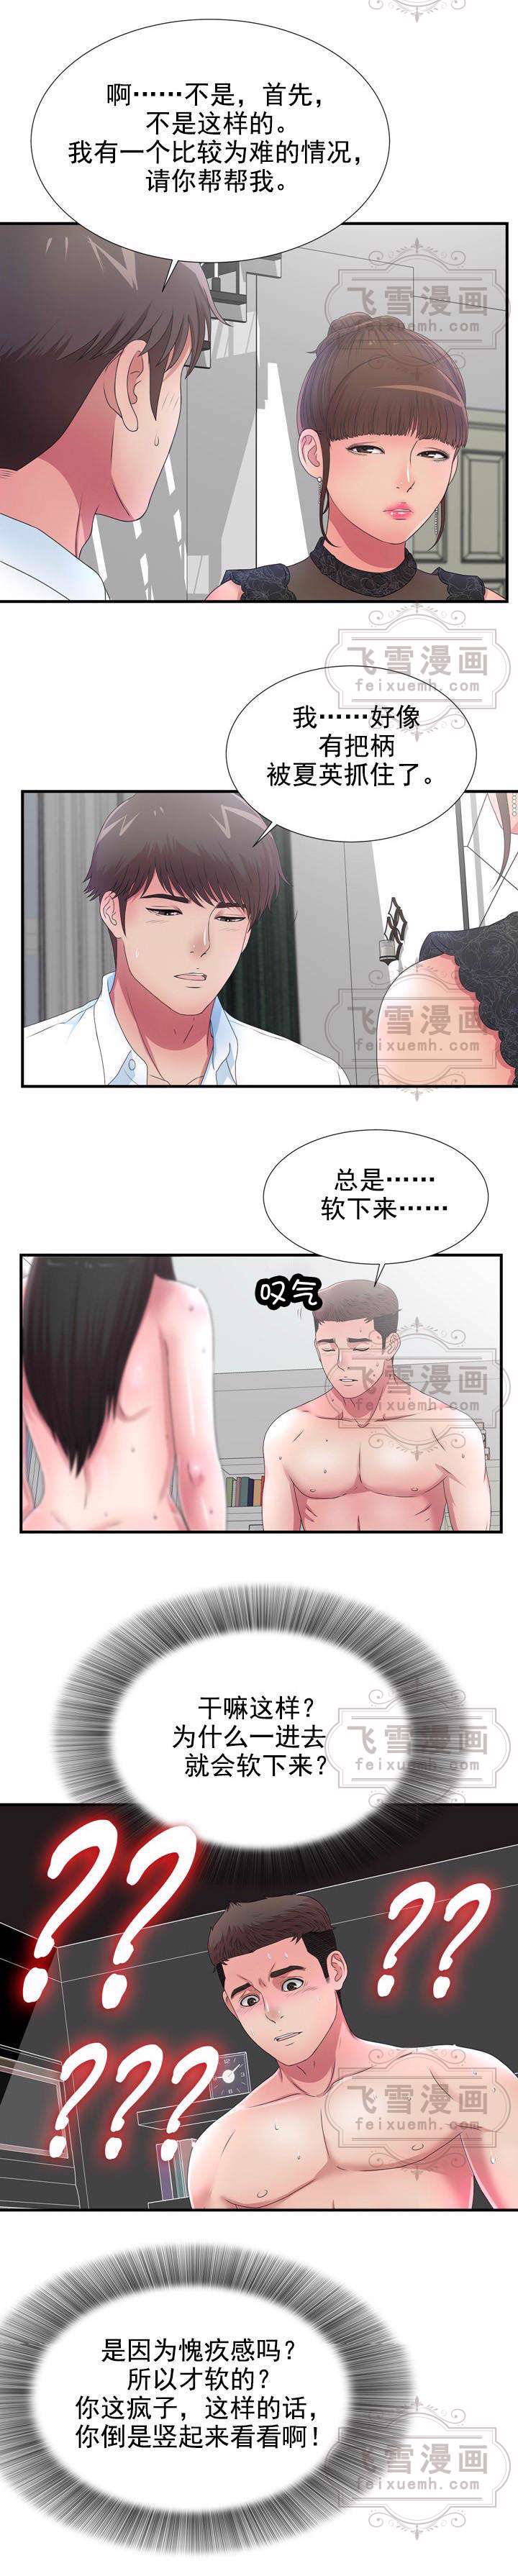 啊……不是，首先，
不是这样的。
我有一个比较为难的情况，
请你帮帮我。
飞雪漫画
feixuemh.com
飞雪漫画
feixuemh.com
我……好像
有把柄
被夏英抓住了。
飞雪漫画
feixuemh.com
总是……
软下来……
叹气
飞雪漫画
feixuemh.com
干嘛这样？
为什么一进去
就会软下来？
飞雪漫画
feixuemh.com
??
??
???
飞雪漫画
feixuemh.com
是因为愧疚感吗？
所以才软的？
你这疯子，这样的话，
你倒是竖起来看看啊！
飞雪漫画
feixuemh.com